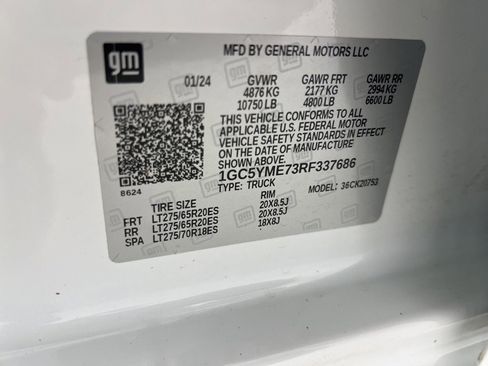 gm
MFD BY GENERAL MOTORS LLC
01/24 GVWR GAWR FRT GAWR RR
4876 KG 2177 KG 2994 KG
10750 LB 4800 LB 6600 LB
THIS VEHICLE CONFORMS TO ALL
APPLICABLE U.S. FEDERAL MOTOR
VEHICLE SAFETY STANDARDS IN EFFECT
ON THE DATE OF MANUFACTURE
SHOWN ABOVE.
1GC5YME73RF337686
8624 TYPE: TRUCK MODEL: 36CK20753
TIRE SIZE RIM
FRT LT275/65R20ES 20X8.5J
RR LT275/65R20ES 20X8.5J
SPA LT275/70R18ES 18X8J